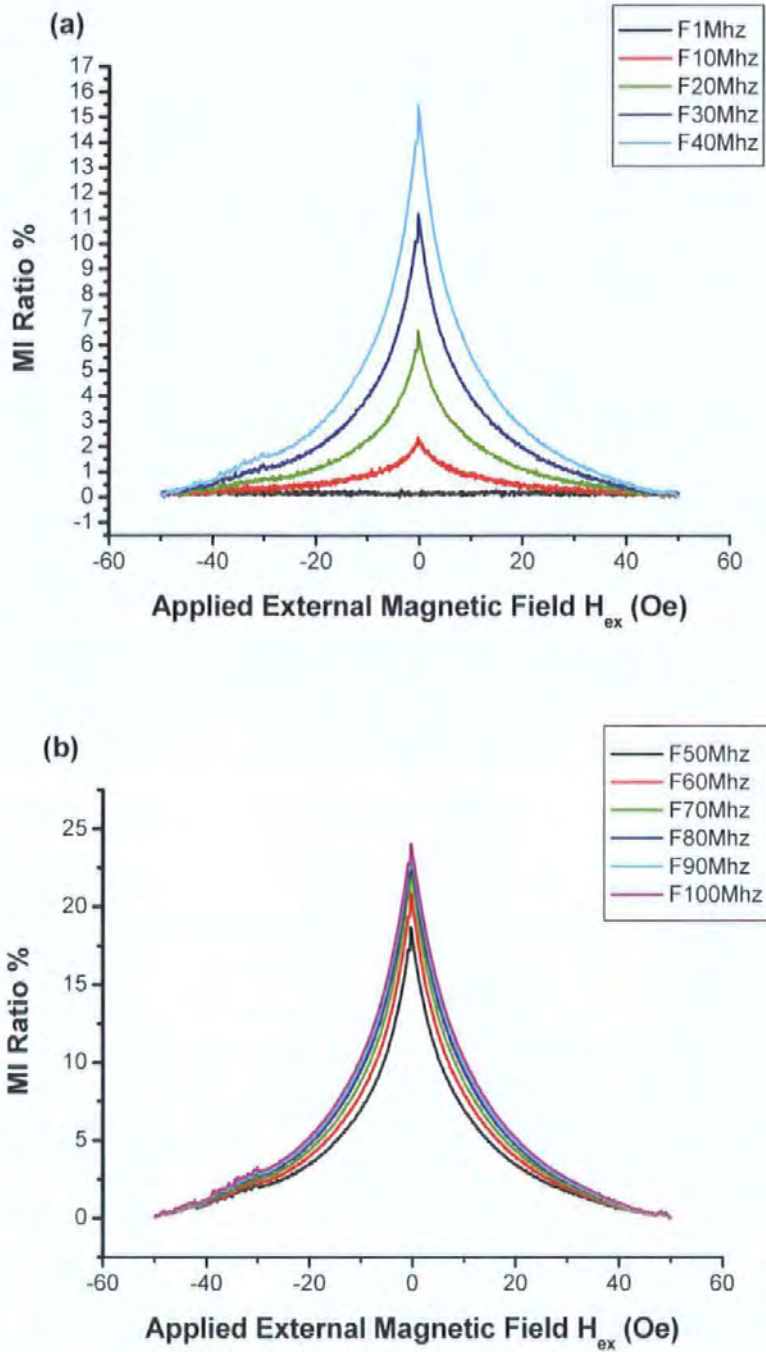 (a)
F1Mhz
F10Mhz
F20Mhz
F30Mhz
F40Mhz
17
16
15
14
13
12
11
10
9
8
7
6
5
4
3
2
1
0
-1
MI Ratio %
-60 -40 -20 0 20 40 60
Applied External Magnetic Field Hex (Oe)
(b)
F50Mhz
F60Mhz
F70Mhz
F80Mhz
F90Mhz
F100Mhz
25
20
15
10
5
0
MI Ratio %
-60 -40 -20 0 20 40 60
Applied External Magnetic Field Hex (Oe)